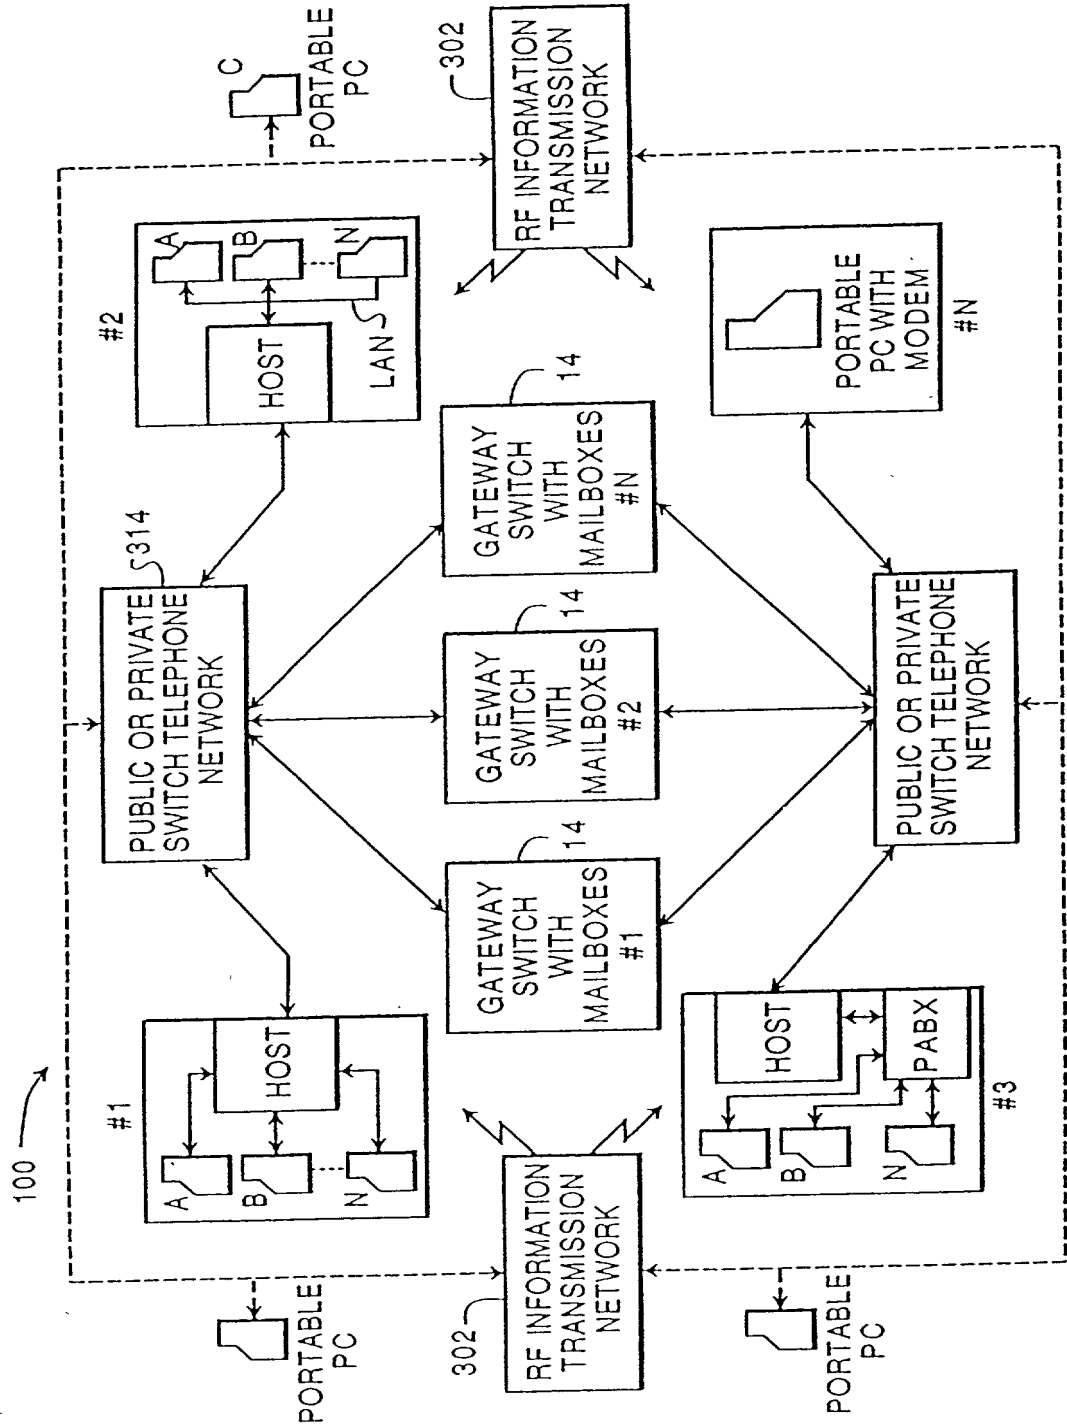 100
PORTABLE
PC
#1
A
B
N
HOST
PUBLIC OR PRIVATE
SWITCH TELEPHONE
NETWORK
314
#2
HOST
A
B
N
LAN
C
PORTABLE
PC
302
RF INFORMATION
TRANSMISSION
NETWORK
GATEWAY
SWITCH
WITH
MAILBOXES
#1
14
GATEWAY
SWITCH
WITH
MAILBOXES
#2
14
GATEWAY
SWITCH
WITH
MAILBOXES
#N
14
RF INFORMATION
TRANSMISSION
NETWORK
302
PORTABLE
PC
A
B
N
HOST
PABX
#3
PUBLIC OR PRIVATE
SWITCH TELEPHONE
NETWORK
PORTABLE
PC WITH
MODEM
#N